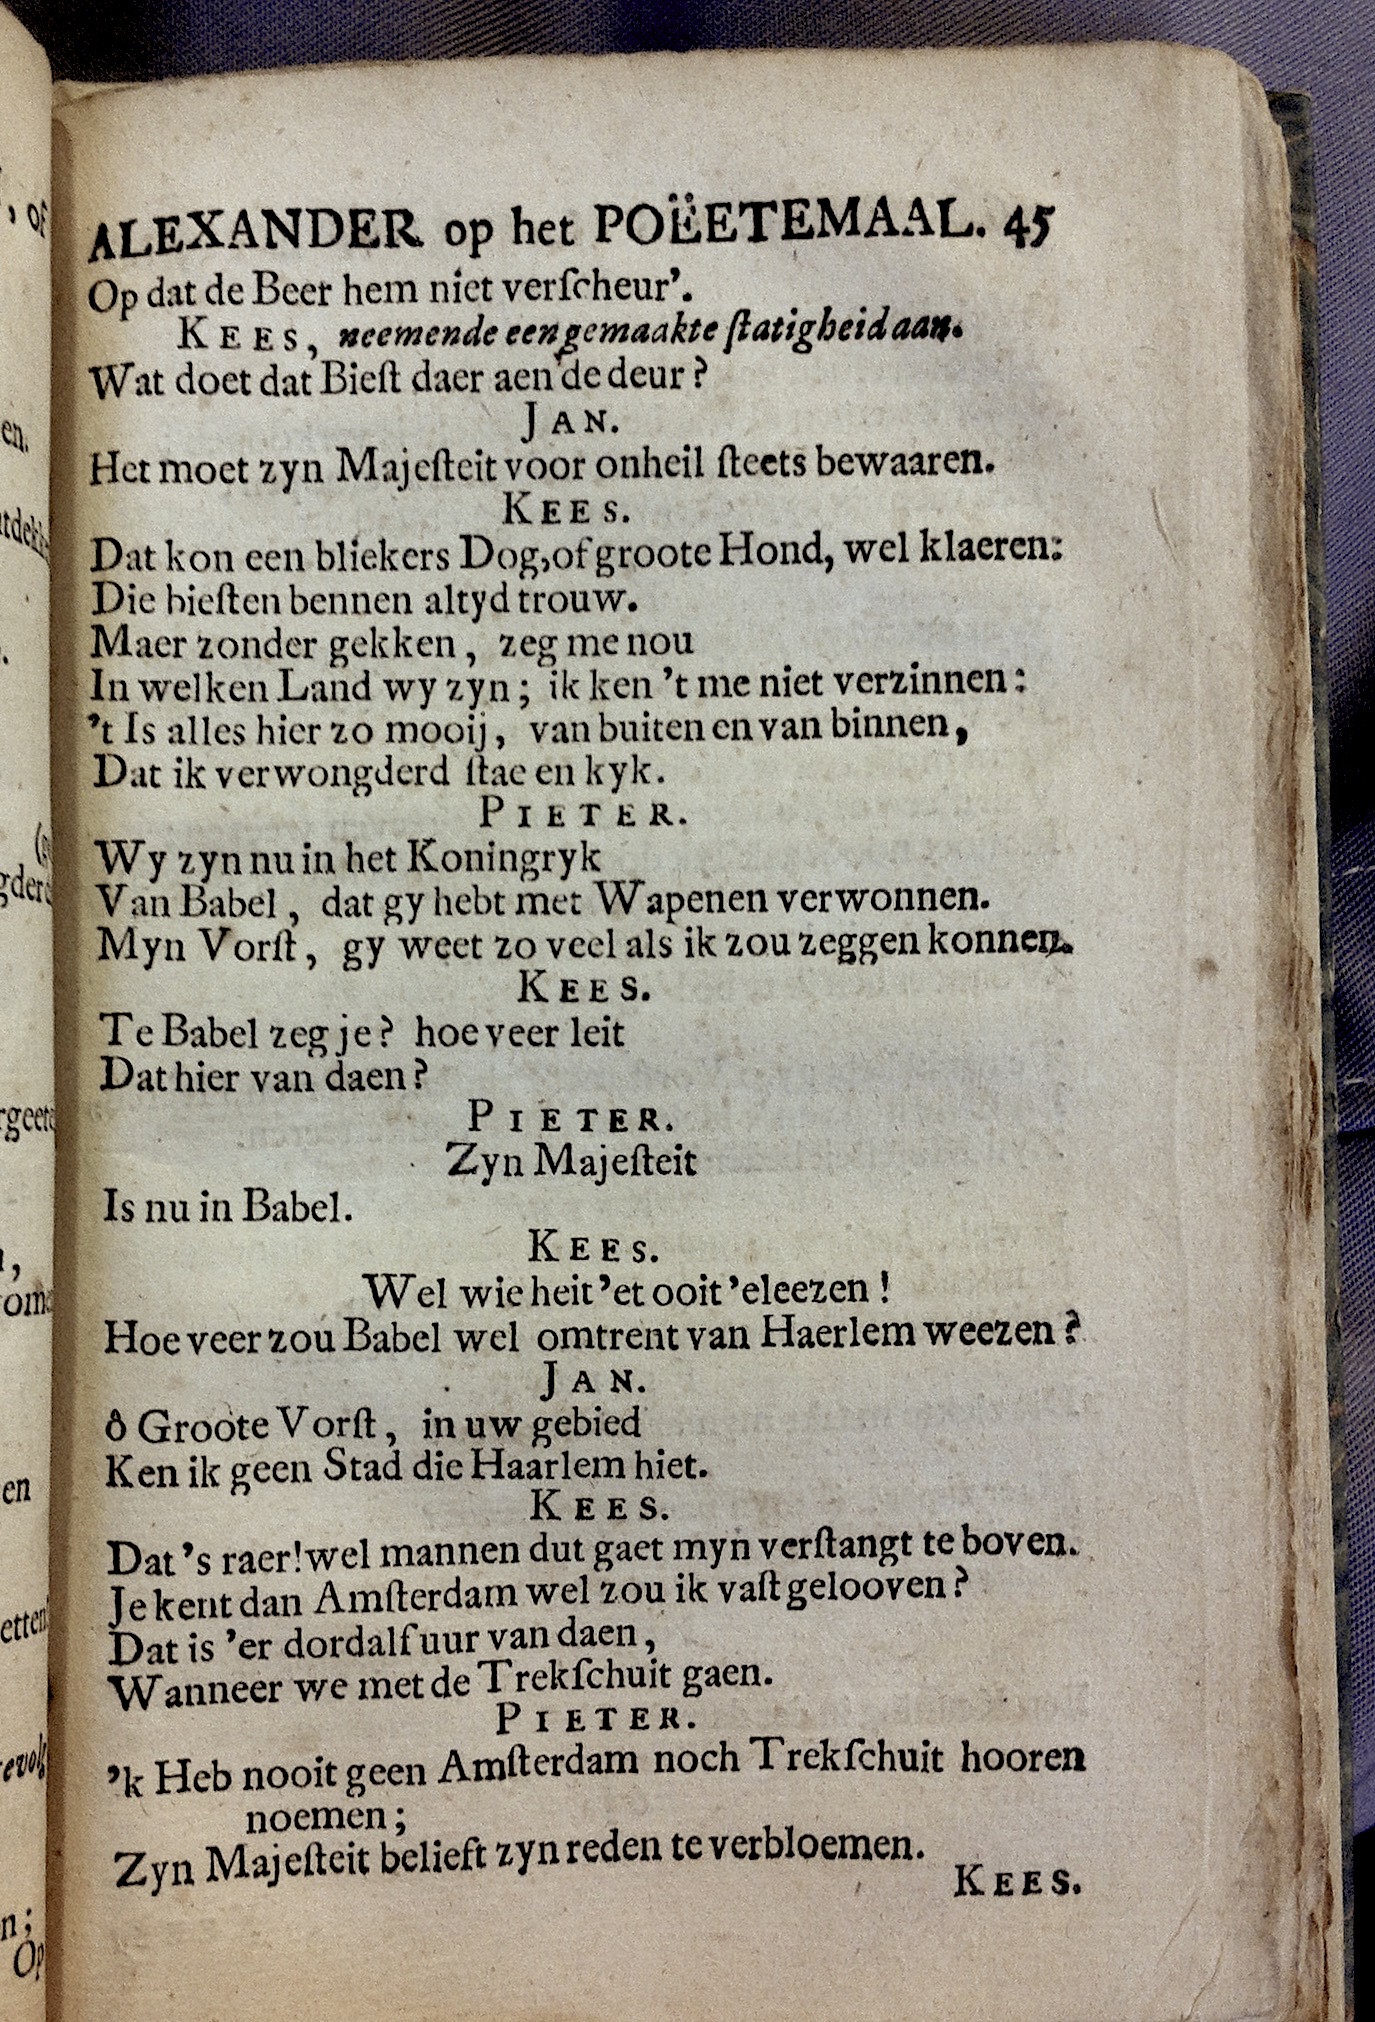 ALEXANDER op het POËETEMAAL. 45
Op dat de Beer hem niet verſcheur’.
KEES, neemende een gemaakte ſtatigheid aan.
Wat doet dat Bieſt daer aen de deur?
JAN.
Het moet zyn Majeſteit voor onheil ſteets bewaaren.
KEES.
Dat kon een bliekers Dog, of groote Hond, wel klaeren:
Die bieſten bennen altyd trouw.
Maer zonder gekken, zeg me nou
In welken Land wy zyn; ik ken ’t me niet verzinnen:
’t Is alles hier zo mooij, van buiten en van binnen,
Dat ik verwongderd ſtae en kyk.
PIETER.
Wy zyn nu in het Koningryk
Van Babel, dat gy hebt met Wapenen verwonnen.
Myn Vorſt, gy weet zo veel als ik zou zeggen konnen.
KEES.
Te Babel zeg je? hoe veer leit
Dat hier van daen?
PIETER.
Zyn Majeſteit
Is nu in Babel.
KEES.
Wel wie heit ’et ooit ’eleezen!
Hoe veer zou Babel wel omtrent van Haerlem weezen?
JAN.
ô Groote Vorſt, in uw gebied
Ken ik geen Stad die Haarlem hiet.
KEES.
Dat ’s raer! wel mannen dut gaet myn verſtangt te boven.
Je kent dan Amſterdam wel zou ik vaſt gelooven?
Dat is ’er dordalf uur van daen,
Wanneer we met de Trekſchuit gaen.
PIETER.
’k Heb nooit geen Amſterdam noch Trekſchuit hooren
noemen;
Zyn Majeſteit belieft zyn reden te verbloemen.
KEES.